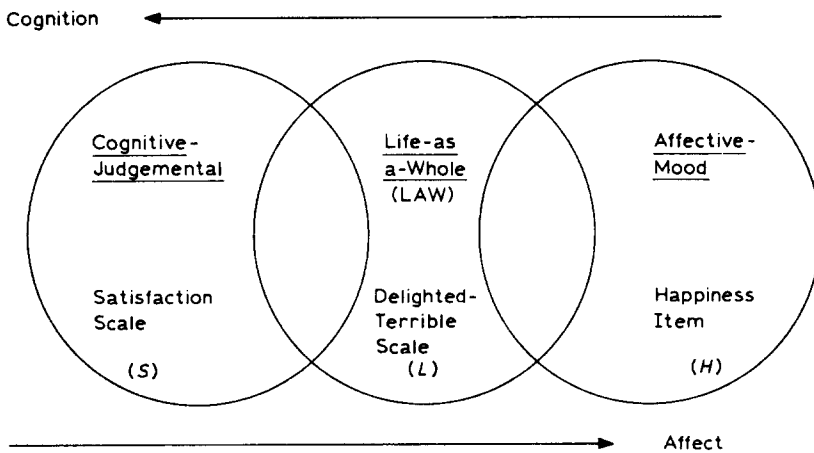 Cognition
Cognitive-
Judgemental
Life-as
a-Whole
(LAW)
Affective-
Mood
Satisfaction
Scale
(S)
Delighted-
Terrible
Scale
(L)
Happiness
Item
(H)
Affect